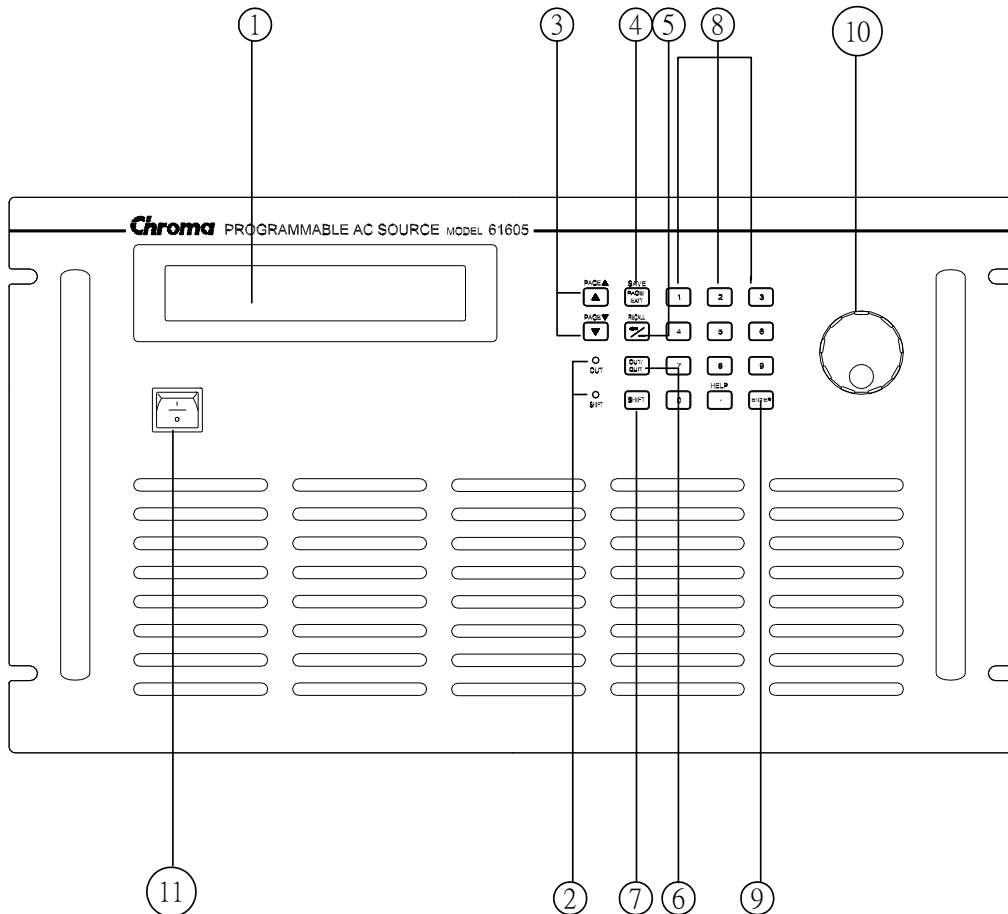 1 3 4 5 8 10
Chroma PROGRAMMABLE AC SOURCE MODEL 61605
PAGE▲ SAVE
▲ PAGE/ EXIT 1 2 3
PAGE▼ RECALL
▼ 4 5 6
OUT OUT/ QUIT 7 8 9
HELP
SHIFT SHIFT 0 . ENTER
I
O
11 2 7 6 9